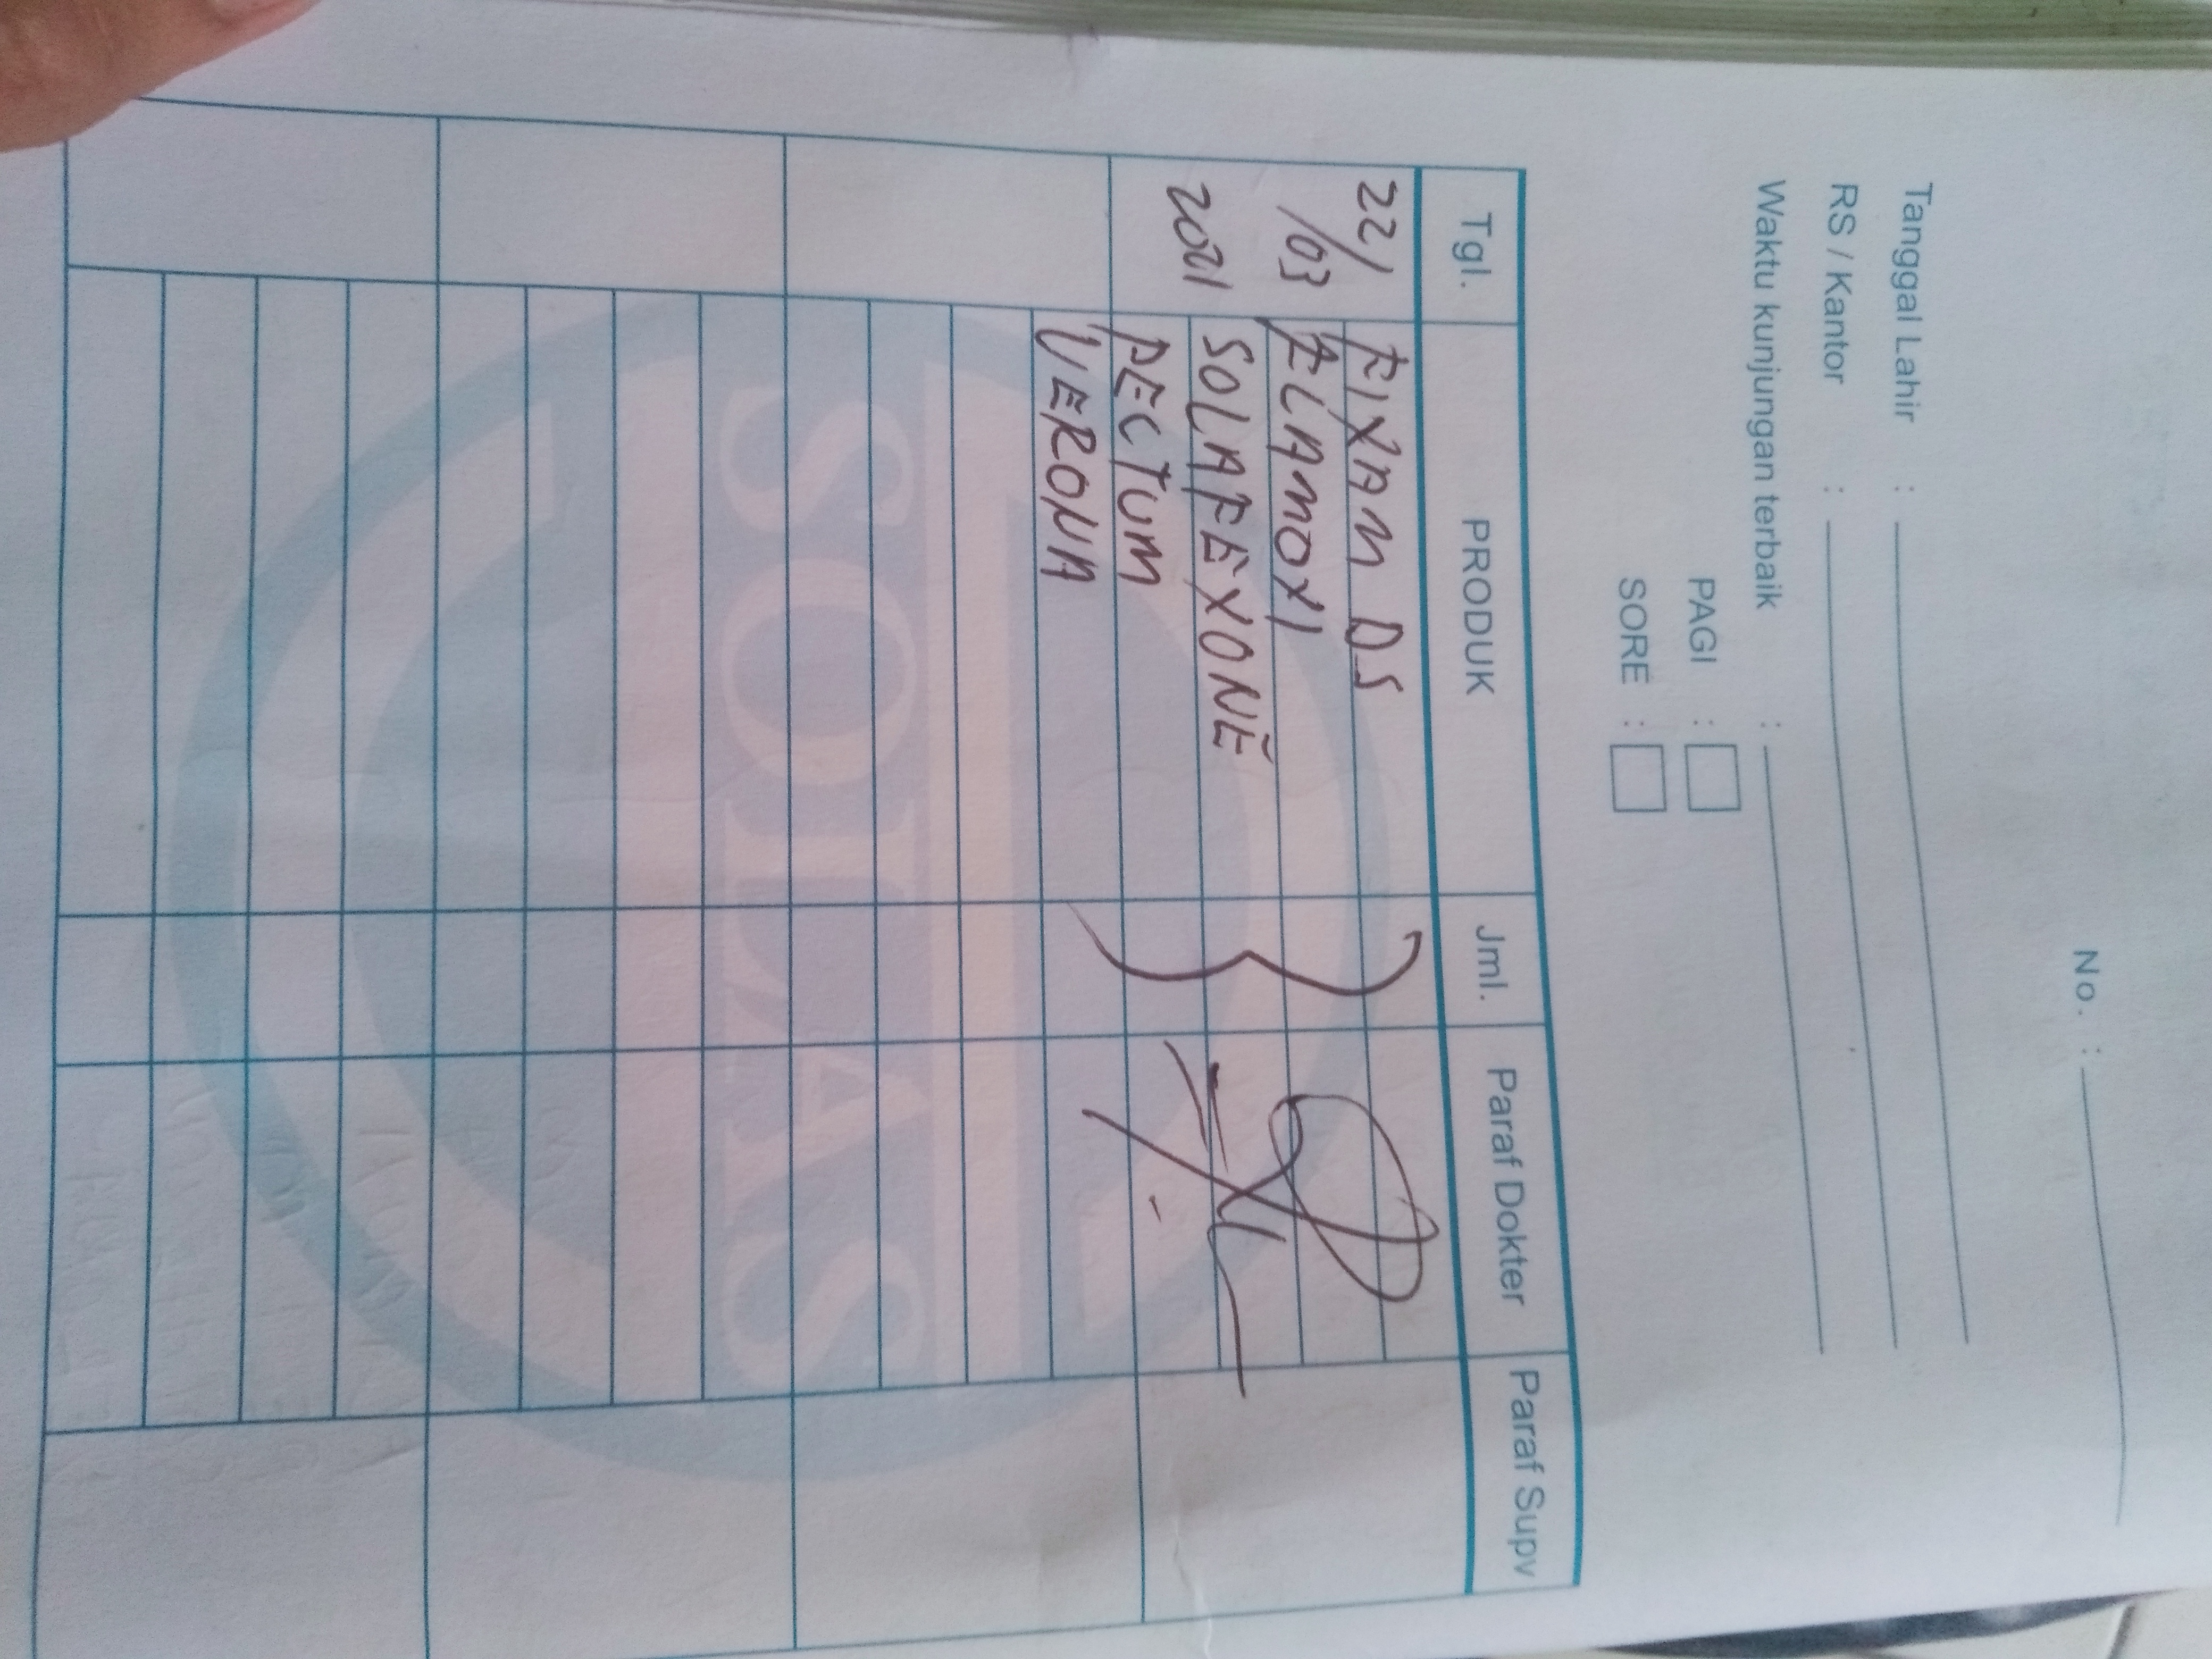 No. :
Tanggal Lahir :
RS / Kantor :
Waktu kunjungan terbaik :
PAGI :
SORE :
Tgl. PRODUK Jml. Paraf Dokter Paraf Supv
22/ FIXAM DS
/03 ELAMOXI
SOLAFEXONE
2021 PECTUM
VERONA
SOLAS